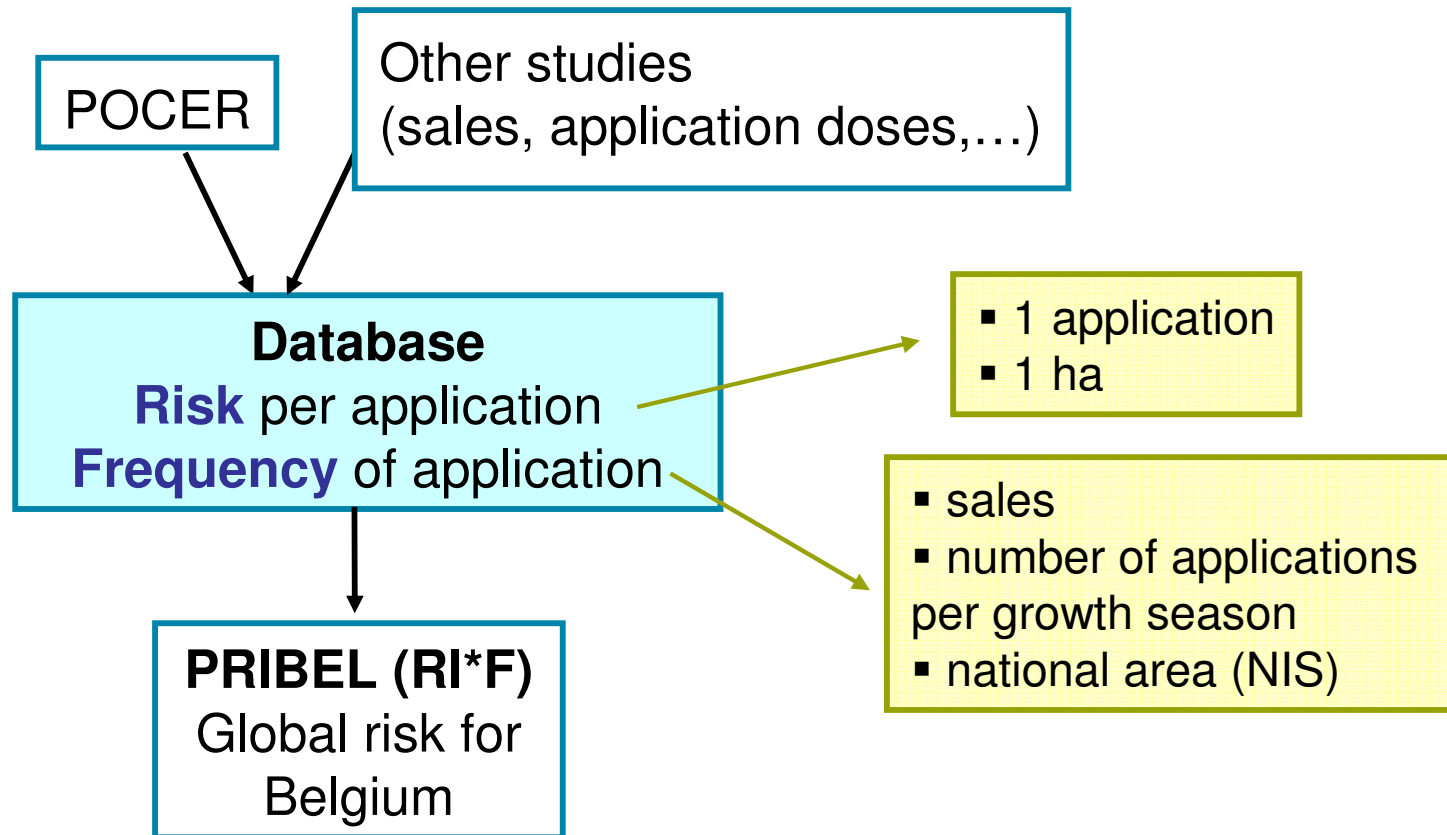 POCER
Other studies
(sales, application doses,…)
Database
Risk per application
Frequency of application
▪ 1 application
▪ 1 ha
▪ sales
▪ number of applications
per growth season
▪ national area (NIS)
PRIBEL (RI*F)
Global risk for
Belgium